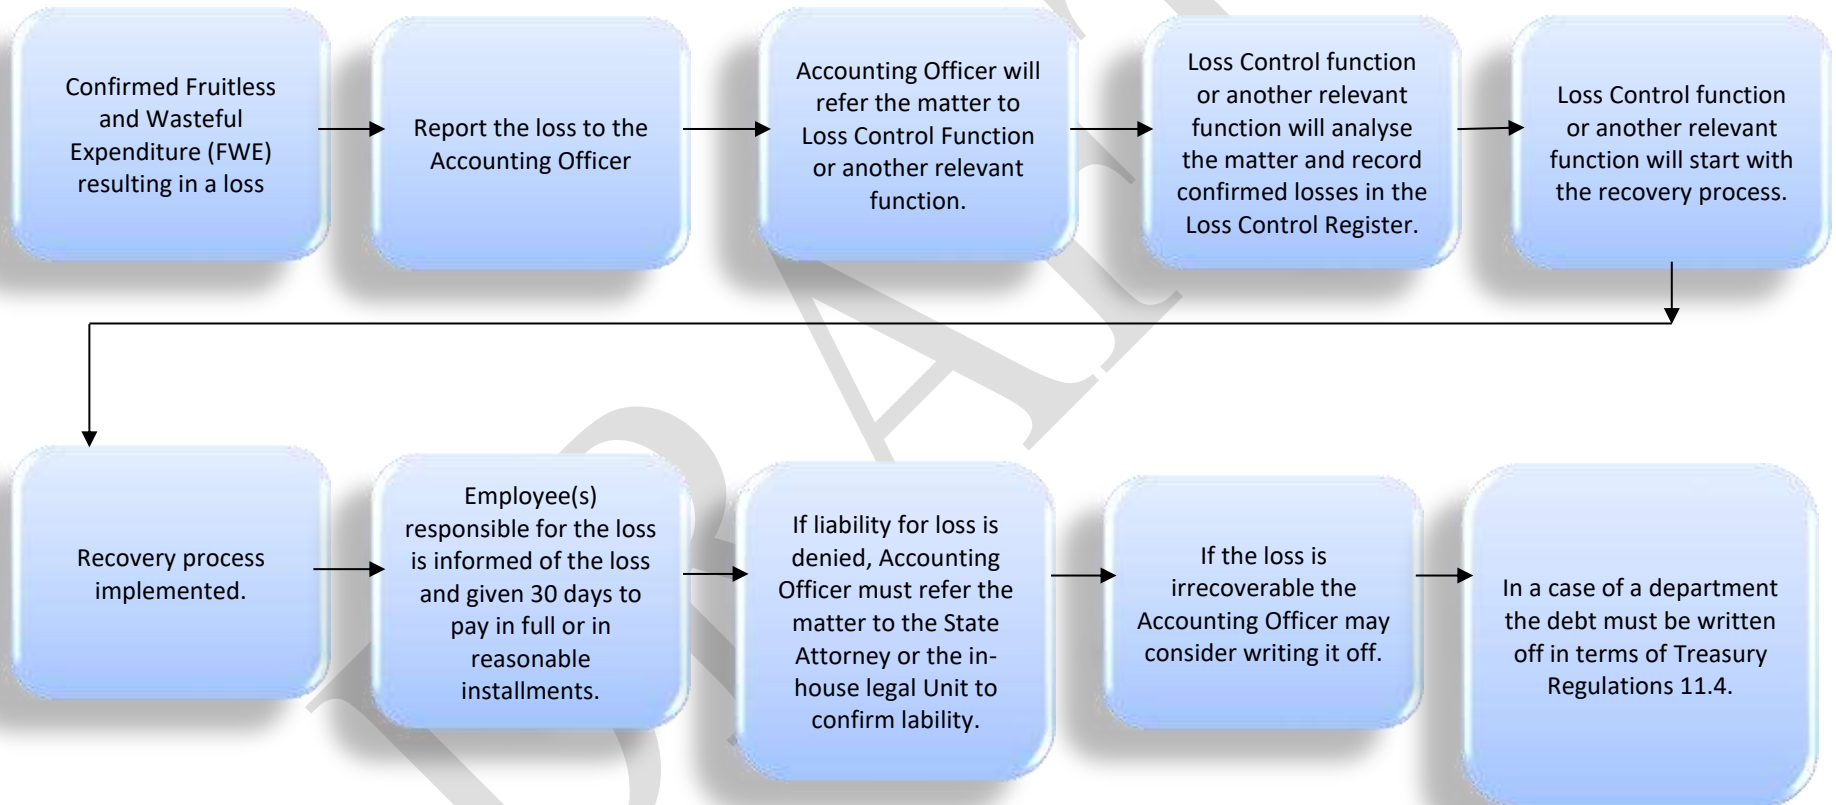 Confirmed Fruitless
and Wasteful
Expenditure (FWE)
resulting in a loss
Report the loss to the
Accounting Officer
Accounting Officer will
refer the matter to
Loss Control Function
or another relevant
function.
Loss Control function
or another relevant
function will analyse
the matter and record
confirmed losses in the
Loss Control Register.
Loss Control function
or another relevant
function will start with
the recovery process.
Recovery process
implemented.
Employee(s)
responsible for the loss
is informed of the loss
and given 30 days to
pay in full or in
reasonable
installments.
If liability for loss is
denied, Accounting
Officer must refer the
matter to the State
Attorney or the in-
house legal Unit to
confirm lability.
If the loss is
irrecoverable the
Accounting Officer may
consider writing it off.
In a case of a department
the debt must be written
off in terms of Treasury
Regulations 11.4.